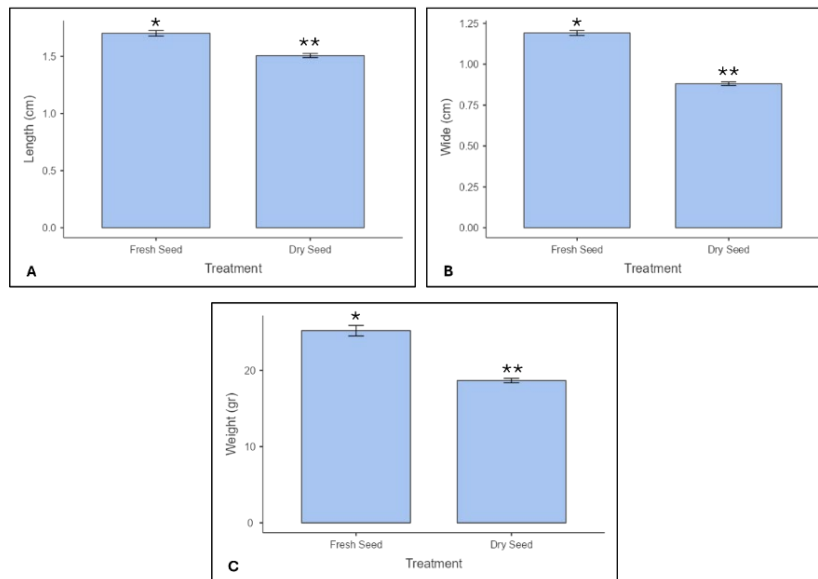 *
**
1.5
1.0
0.5
0.0
Length (cm)
Fresh Seed Dry Seed
Treatment
A
*
**
1.25
1.00
0.75
0.50
0.25
0.00
Wide (cm)
Fresh Seed Dry Seed
Treatment
B
*
**
20
10
0
Weight (gr)
Fresh Seed Dry Seed
Treatment
C